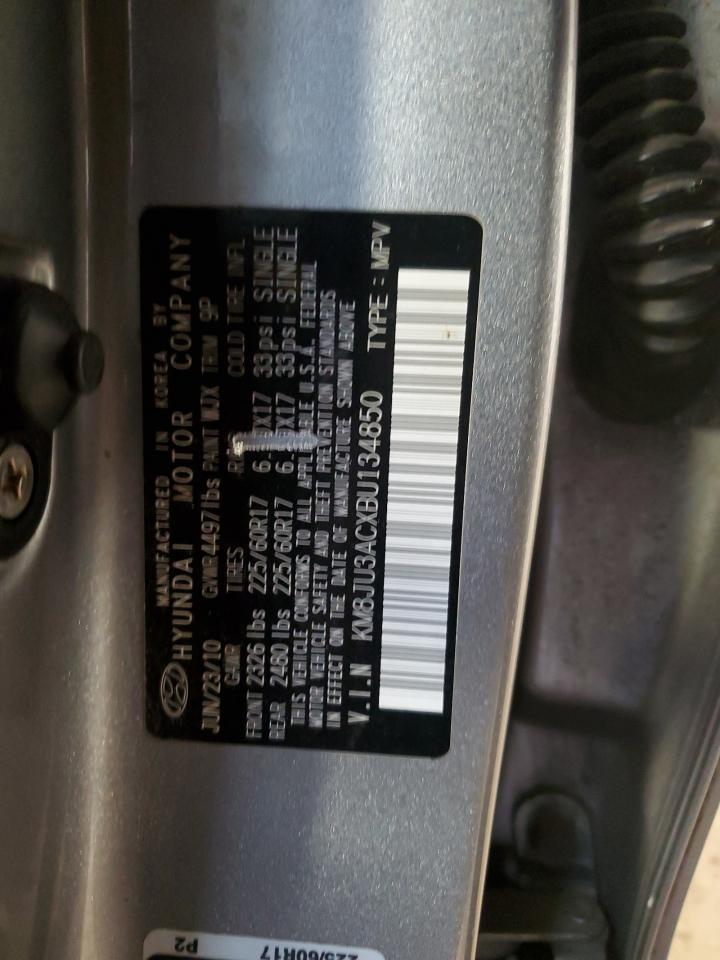 MANUFACTURED IN KOREA BY
HYUNDAI MOTOR COMPANY
JUN/23/10 GVWR 4497lbs PAINT WJX TRIM 9P
GAWR TIRES COLD TIRE INFL.
FRONT 2326 lbs 225/60R17 33psi SINGLE
REAR 2480 lbs 225/60R17 33psi SINGLE
THIS VEHICLE CONFORMS TO ALL APPLICABLE U.S.A. FEDERAL
MOTOR VEHICLE SAFETY AND THEFT PREVENTION STANDARDS
IN EFFECT ON THE DATE OF MANUFACTURE SHOWN ABOVE
V.I.N KM8JU3ACXBU134850 TYPE : MPV
225/60R17
P2